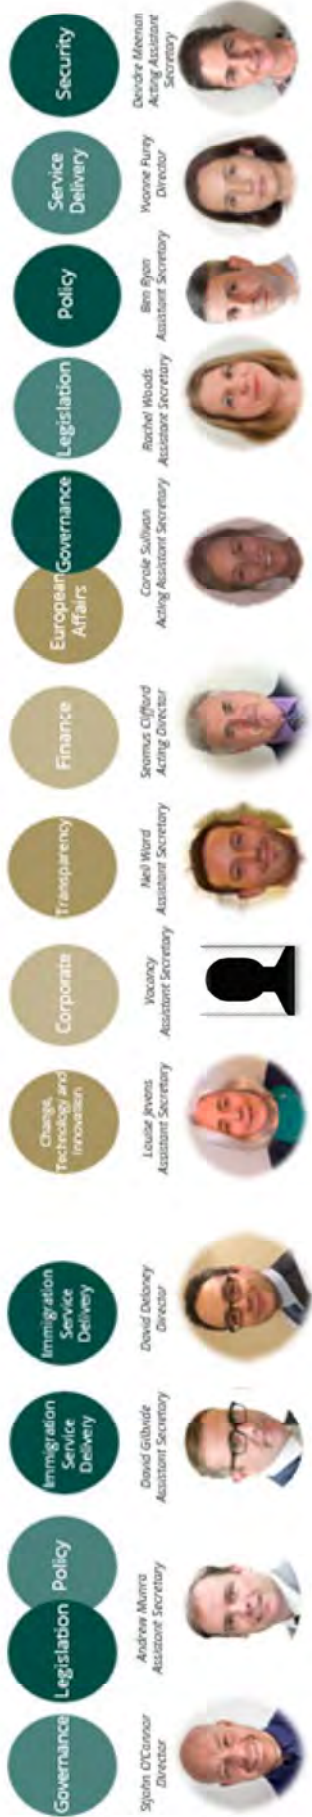 Governance
Stjohn O'Connor
Director
Legislation
Policy
Andrew Munro
Assistant Secretary
Immigration
Service
Delivery
David Gilbride
Assistant Secretary
Immigration
Service
Delivery
David Delaney
Director
Change,
Technology and
Innovation
Louise Jevens
Assistant Secretary
Corporate
Vacancy
Assistant Secretary
Transparency
Neil Ward
Assistant Secretary
Finance
Seamus Clifford
Acting Director
European
Affairs
Governance
Carole Sullivan
Acting Assistant Secretary
Legislation
Rachel Woods
Assistant Secretary
Policy
Ben Ryan
Assistant Secretary
Service
Delivery
Yvonne Furey
Director
Security
Deirdre Meenan
Acting Assistant
Secretary